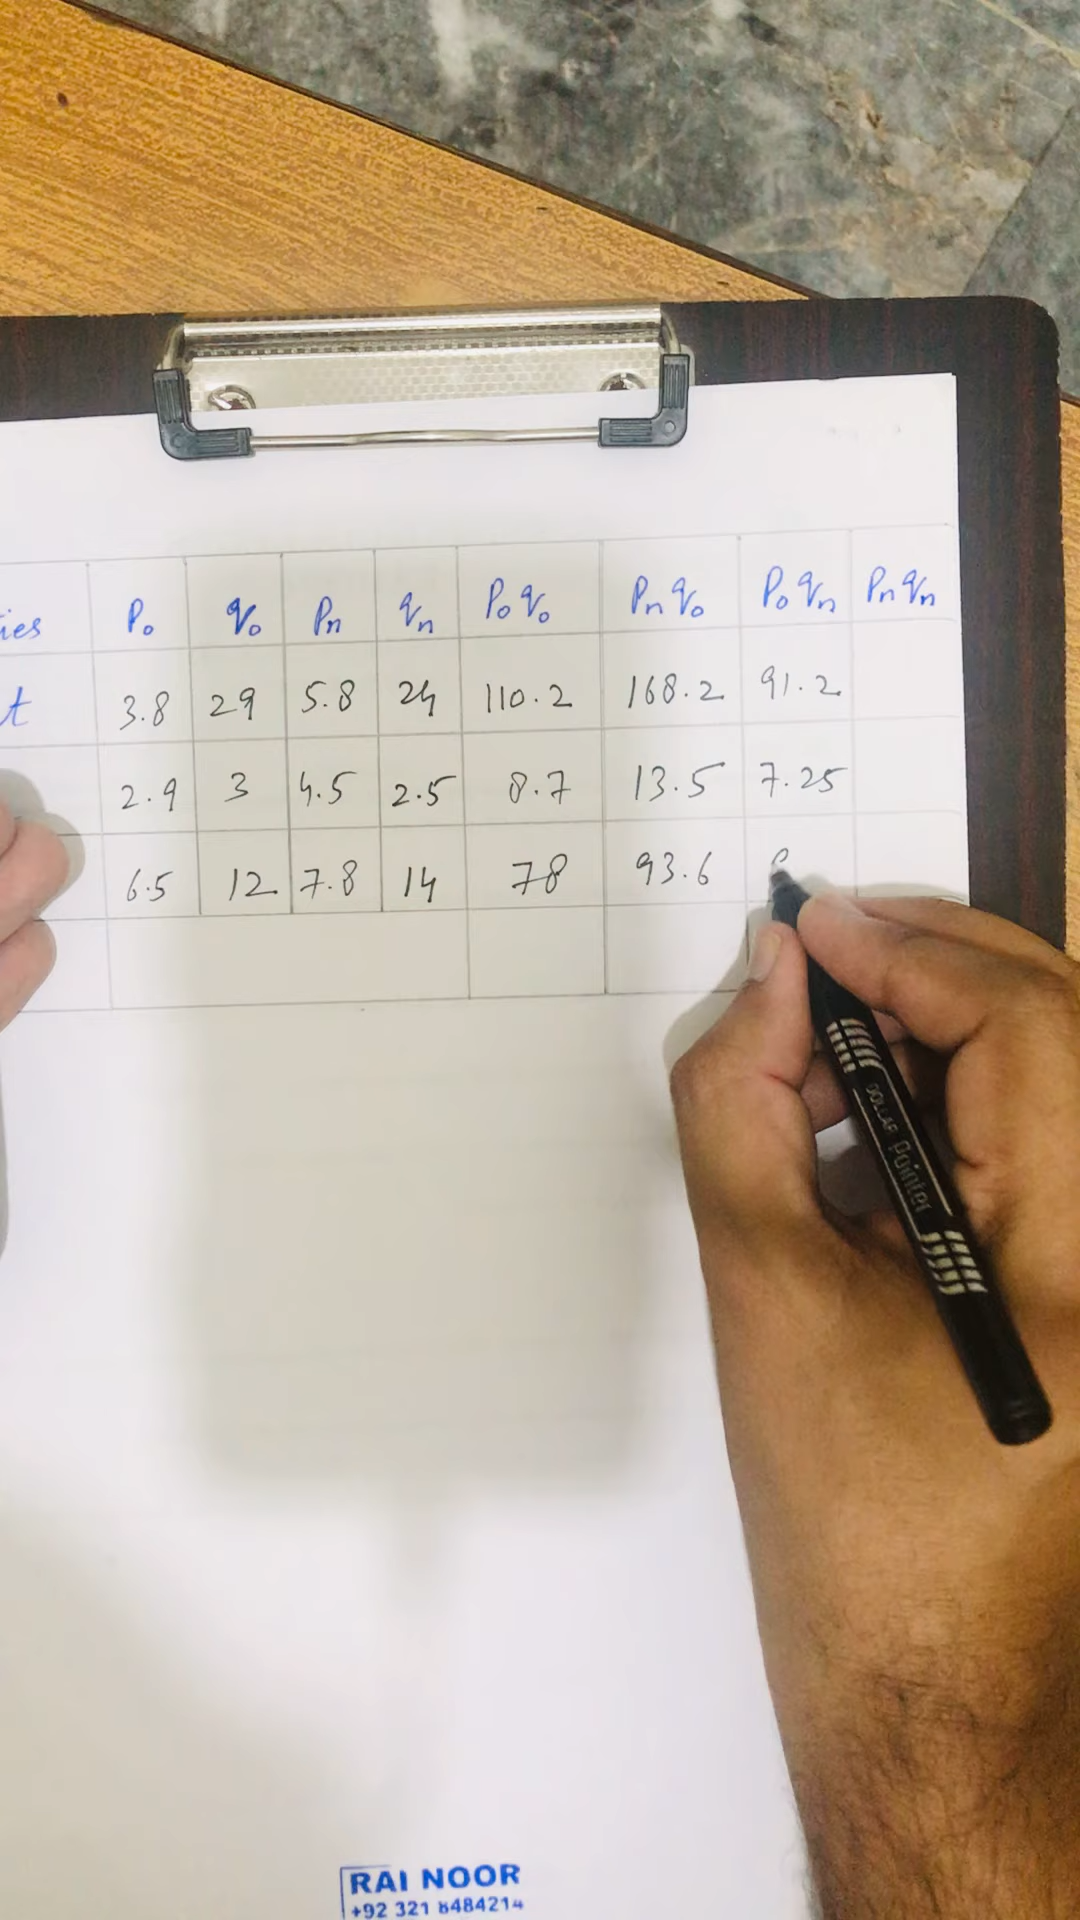 ies P₀ q₀ Pn qn P₀q₀ Pnq₀ P₀qn Pnqn
t 3.8 29 5.8 24 110.2 168.2 91.2
2.9 3 4.5 2.5 8.7 13.5 7.25
6.5 12 7.8 14 78 93.6
DOLLAR Pointer
RAI NOOR
+92 321 8484214